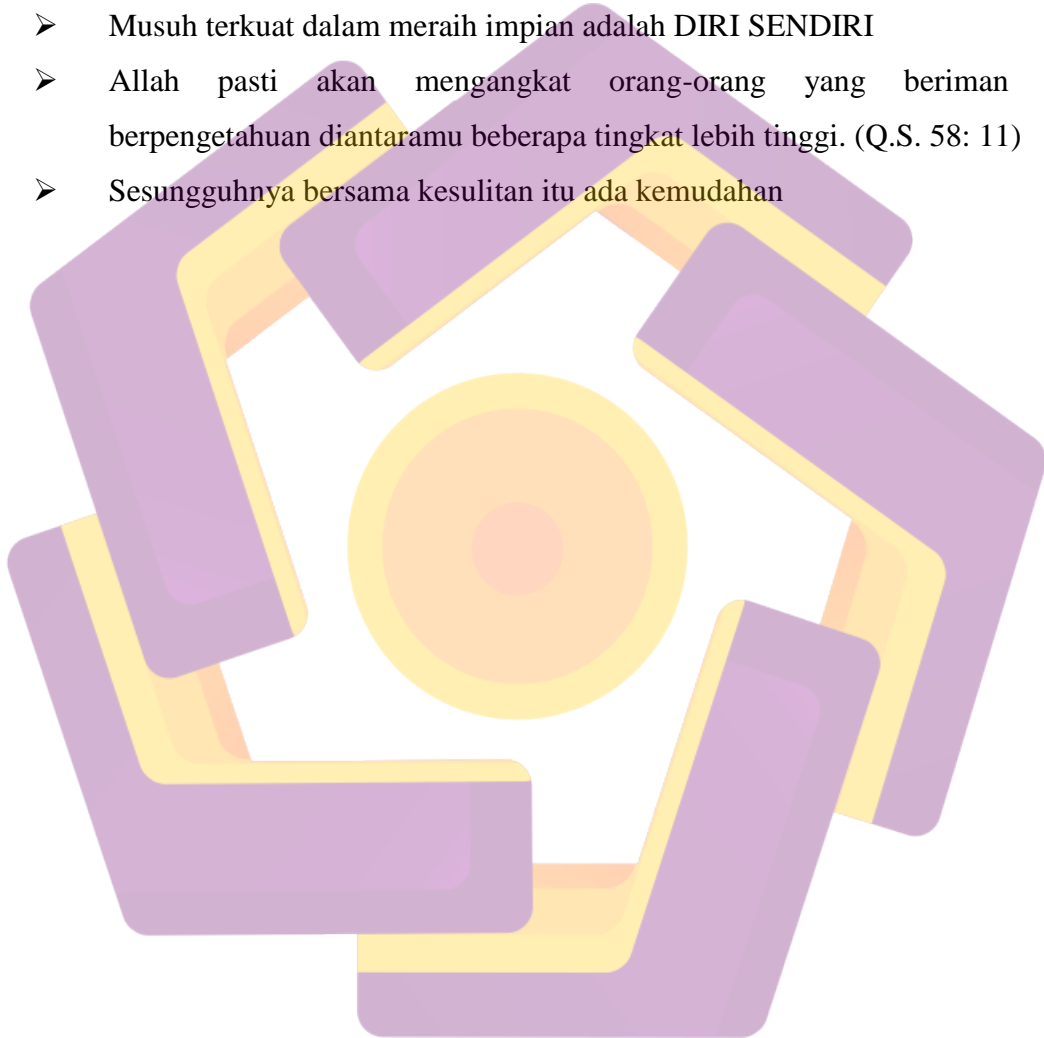 ➢ Musuh terkuat dalam meraih impian adalah DIRI SENDIRI
➢ Allah pasti akan mengangkat orang-orang yang beriman
berpengetahuan diantaramu beberapa tingkat lebih tinggi. (Q.S. 58: 11)
➢ Sesungguhnya bersama kesulitan itu ada kemudahan